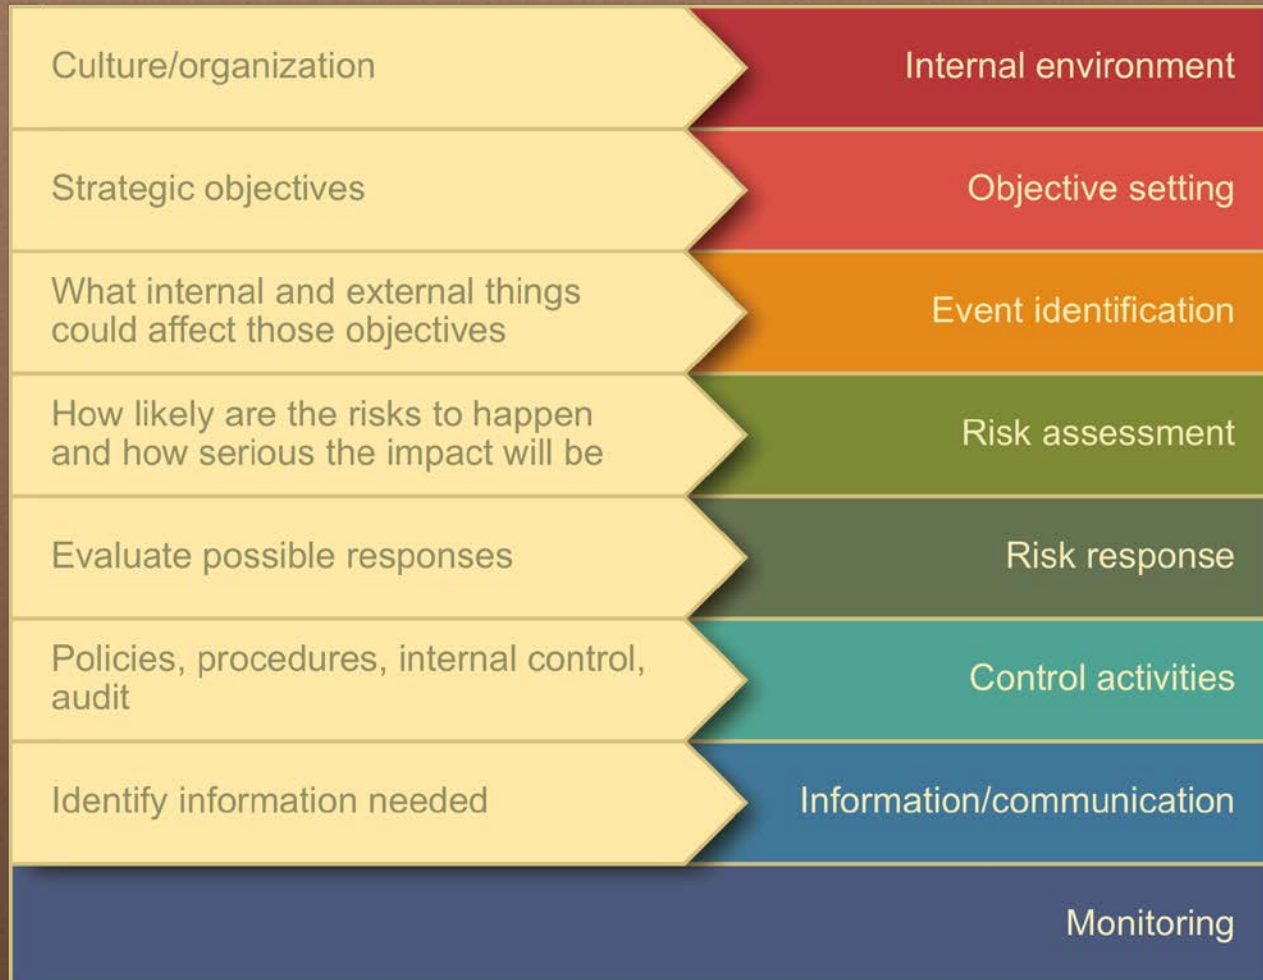 Culture/organization
Internal environment
Strategic objectives
Objective setting
What internal and external things
could affect those objectives
Event identification
How likely are the risks to happen
and how serious the impact will be
Risk assessment
Evaluate possible responses
Risk response
Policies, procedures, internal control,
audit
Control activities
Identify information needed
Information/communication
Monitoring